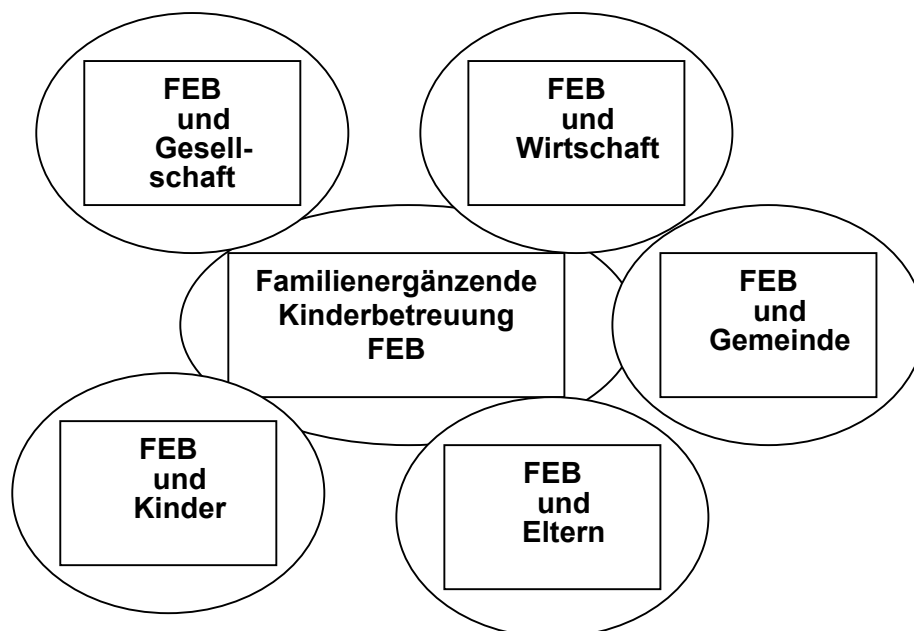 FEB
und
Gesell-
schaft
FEB
und
Wirtschaft
Familienergänzende
Kinderbetreuung
FEB
FEB
und
Gemeinde
FEB
und
Kinder
FEB
und
Eltern